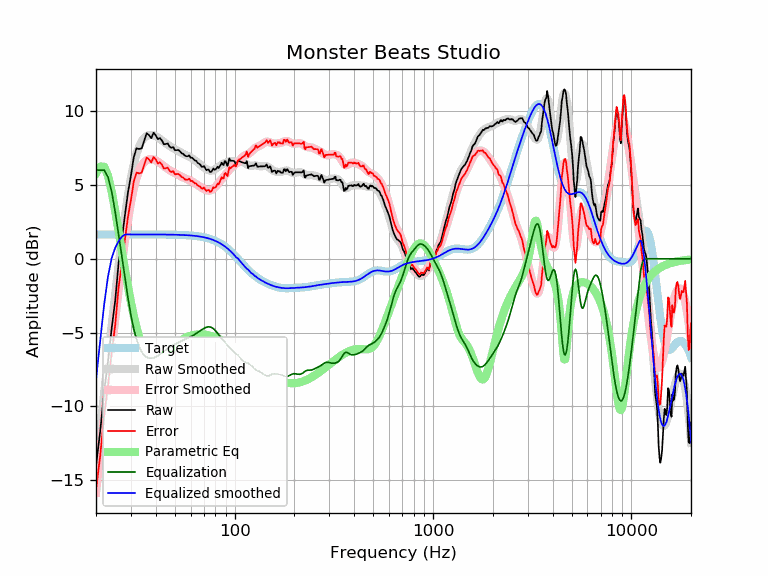 Monster Beats Studio
Amplitude (dBr)
10
5
0
−5
−10
−15
Target
Raw Smoothed
Error Smoothed
Raw
Error
Parametric Eq
Equalization
Equalized smoothed
100 1000 10000
Frequency (Hz)